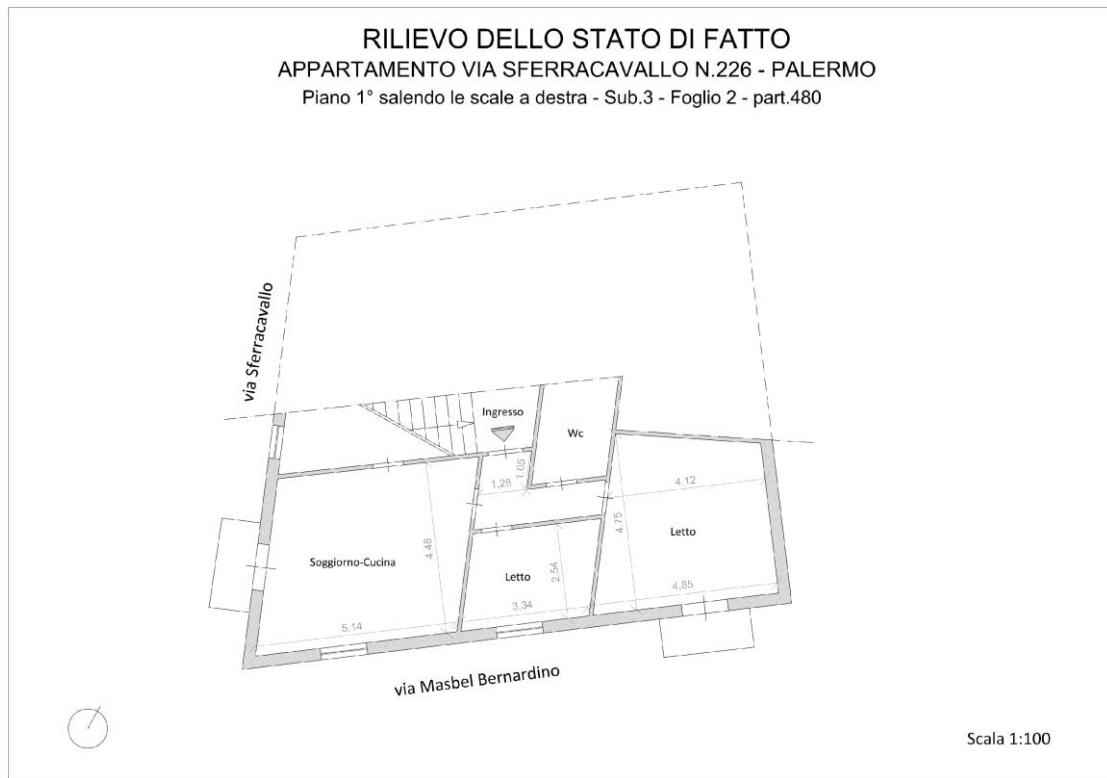 RILIEVO DELLO STATO DI FATTO
APPARTAMENTO VIA SFERRACAVALLO N.226 - PALERMO
Piano 1° salendo le scale a destra - Sub.3 - Foglio 2 - part.480
via Sferracavallo
Ingresso
Wc
1,05
1,28
4.12
4.48
4.75
Letto
Soggiorno-Cucina
Letto
2,54
4,85
3,34
5.14
via Masbel Bernardino
Scala 1:100